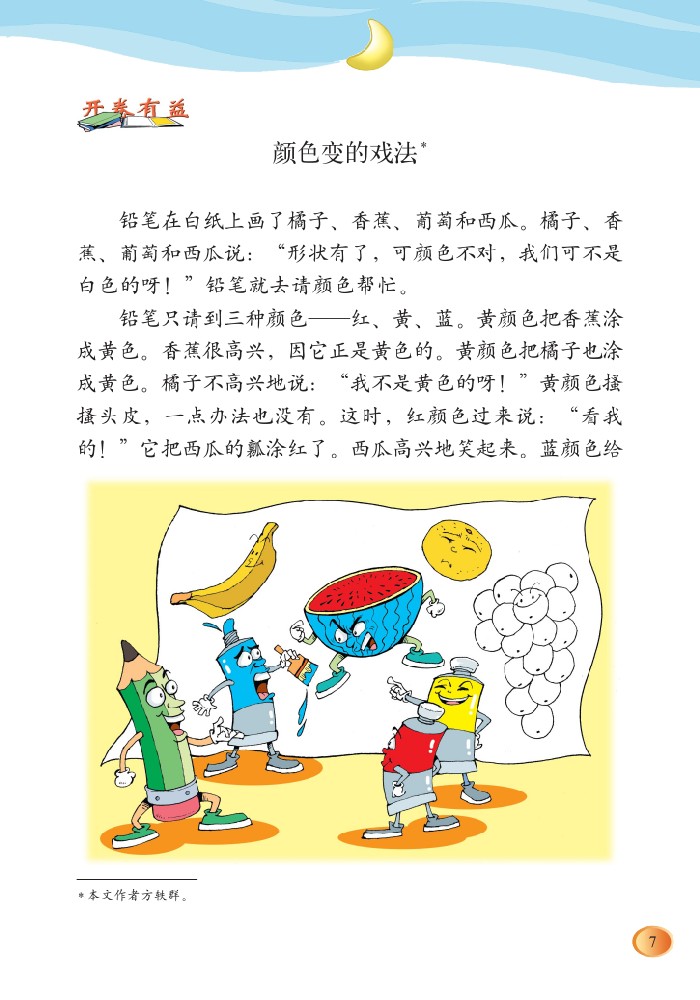 开卷有益
颜色变的戏法*
铅笔在白纸上画了橘子、香蕉、葡萄和西瓜。橘子、香
蕉、葡萄和西瓜说：“形状有了，可颜色不对，我们可不是
白色的呀！”铅笔就去请颜色帮忙。
铅笔只请到三种颜色——红、黄、蓝。黄颜色把香蕉涂
成黄色。香蕉很高兴，因它正是黄色的。黄颜色把橘子也涂
成黄色。橘子不高兴地说：“我不是黄色的呀！”黄颜色搔
搔头皮，一点办法也没有。这时，红颜色过来说：“看我
的！”它把西瓜的瓤涂红了。西瓜高兴地笑起来。蓝颜色给
*本文作者方轶群。
7